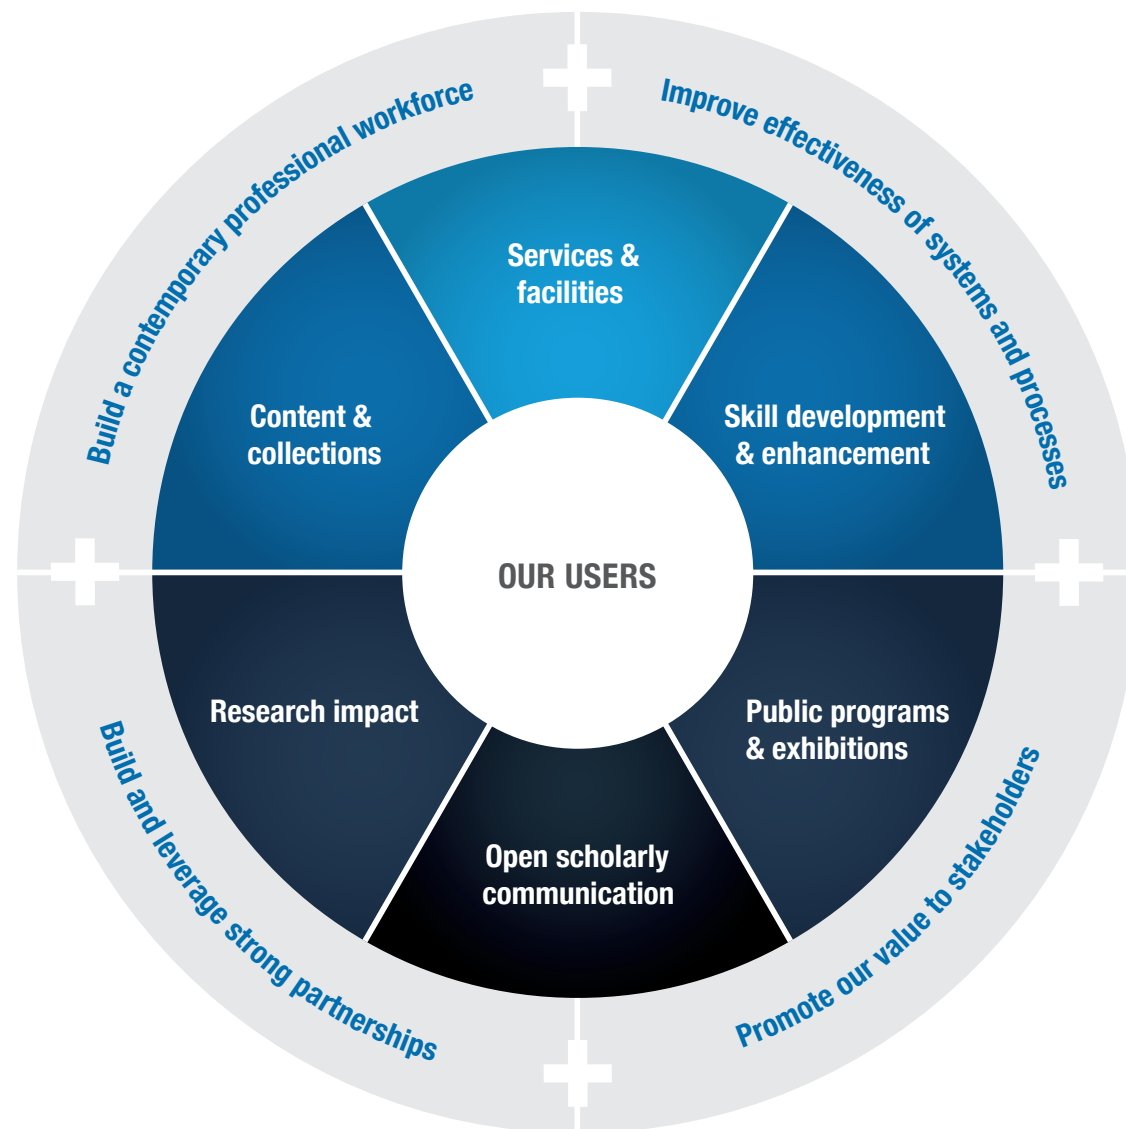 Build a contemporary professional workforce
Improve effectiveness of systems and processes
Services &
facilities
Content &
collections
Skill development
& enhancement
OUR USERS
Research impact
Public programs
& exhibitions
Open scholarly
communication
Build and leverage strong partnerships
Promote our value to stakeholders